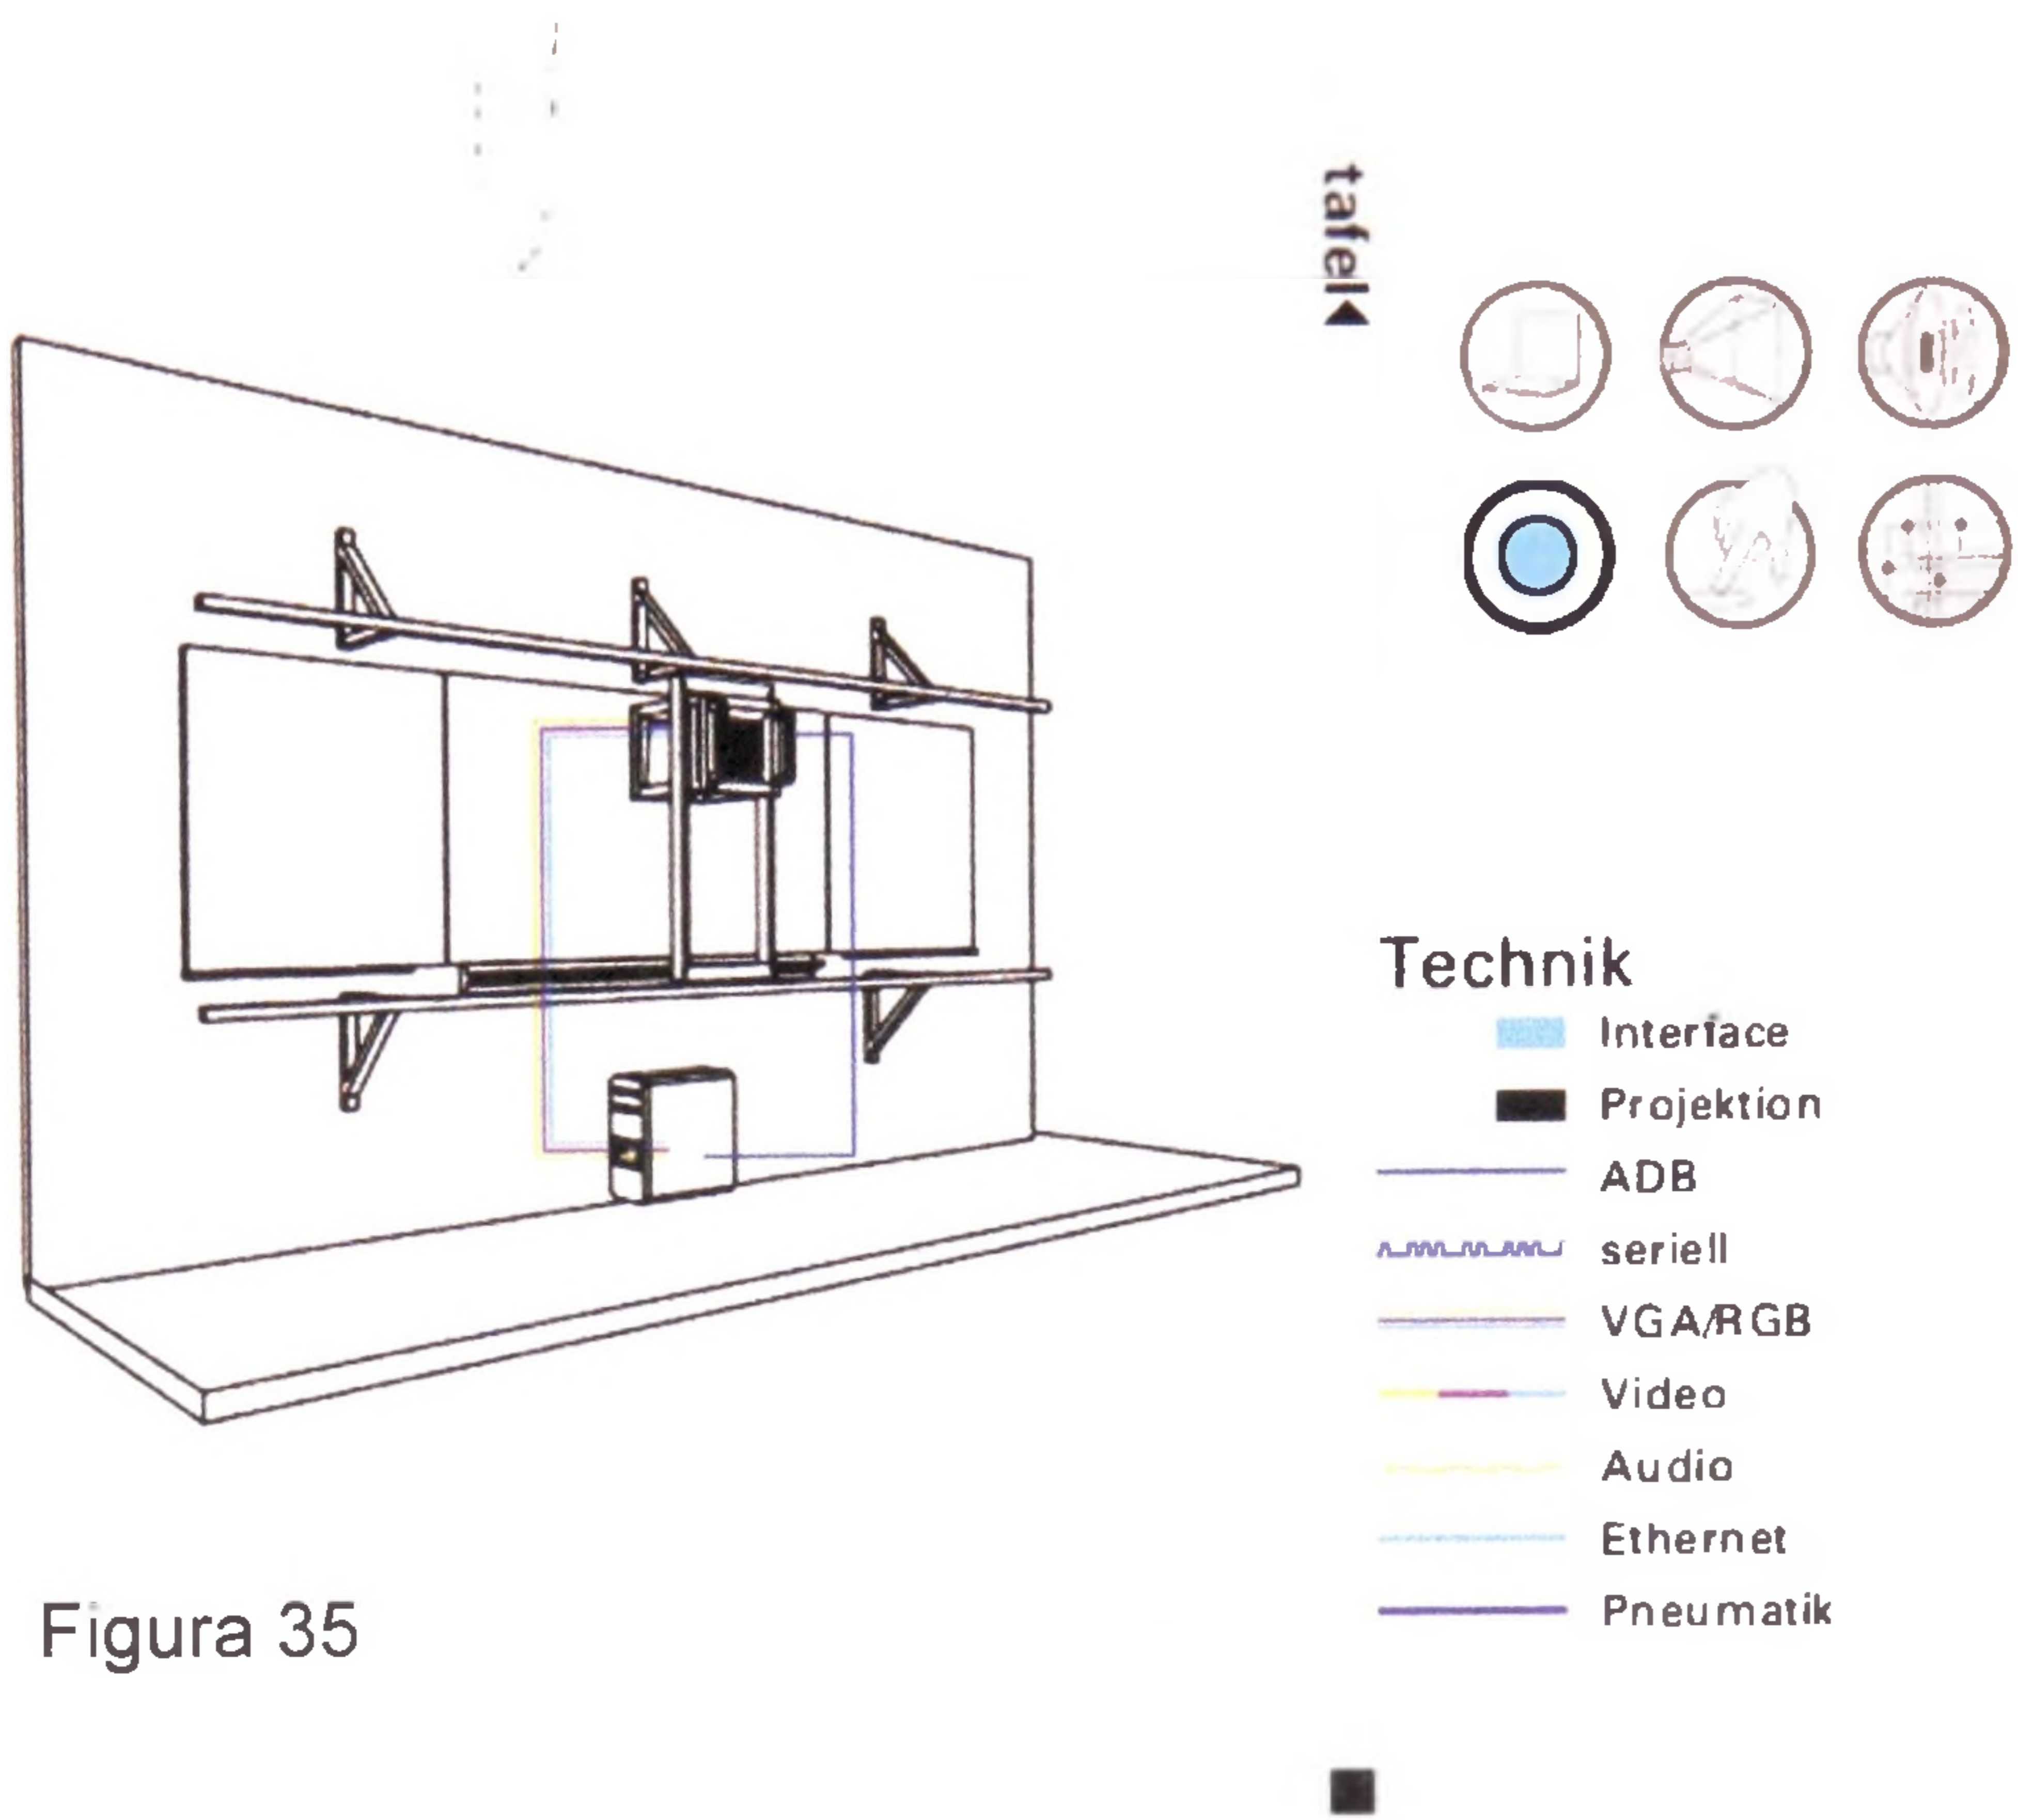 tafel
Technik
Interface
Projektion
ADB
seriell
VGA/RGB
Video
Audio
Ethernet
Pneumatik
Figura 35